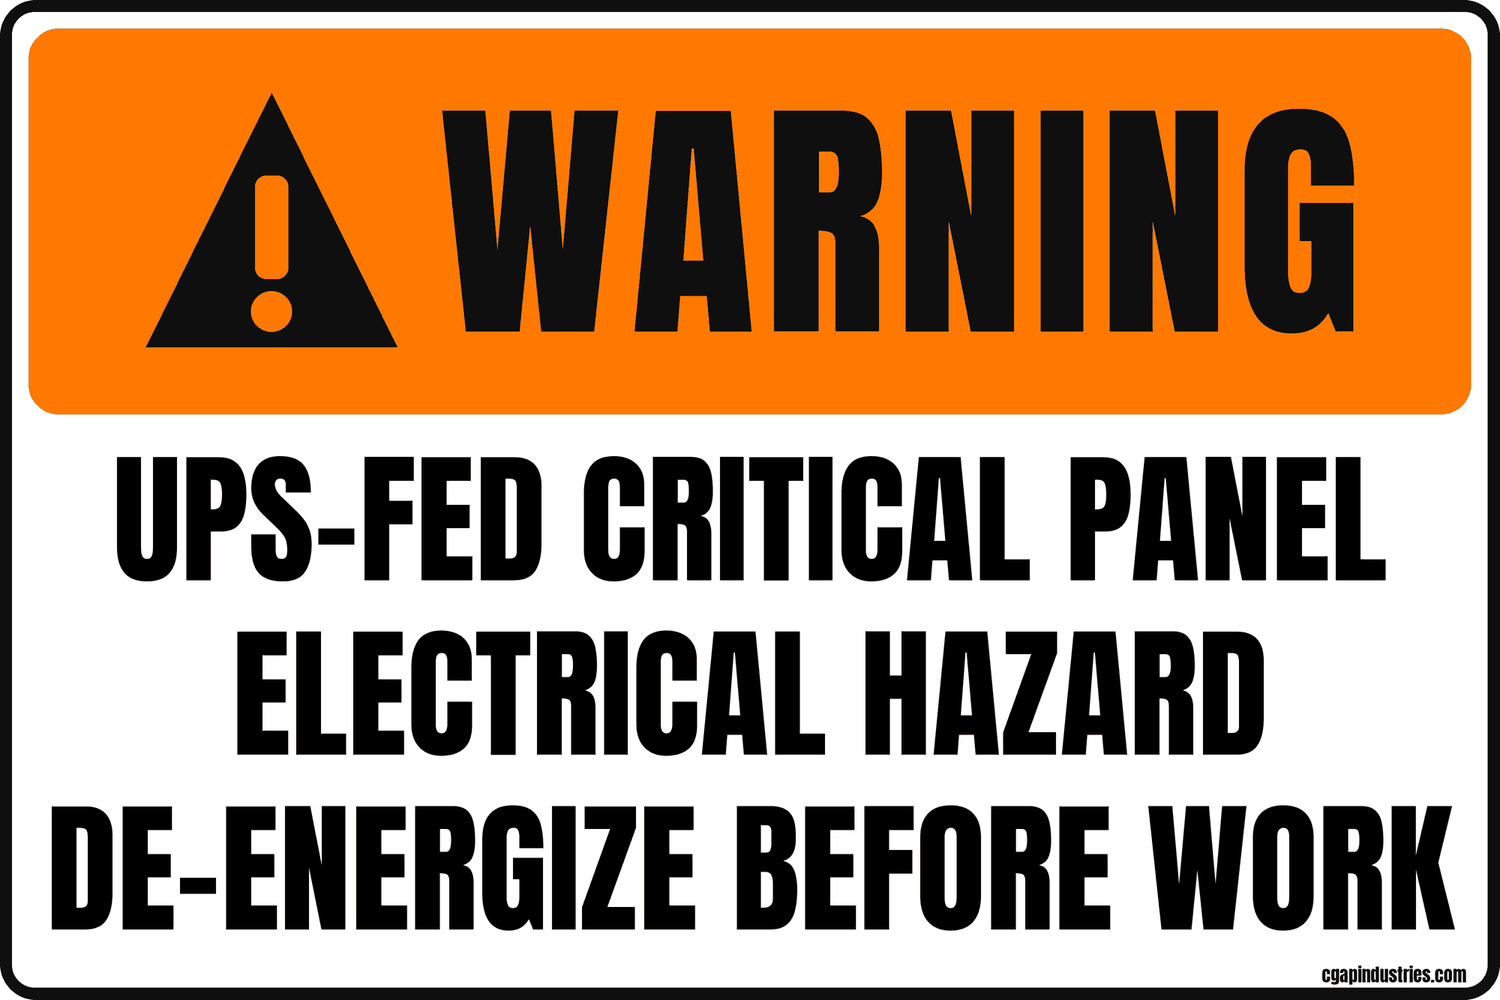 WARNING
UPS-FED CRITICAL PANEL
ELECTRICAL HAZARD
DE-ENERGIZE BEFORE WORK
cgapindustries.com